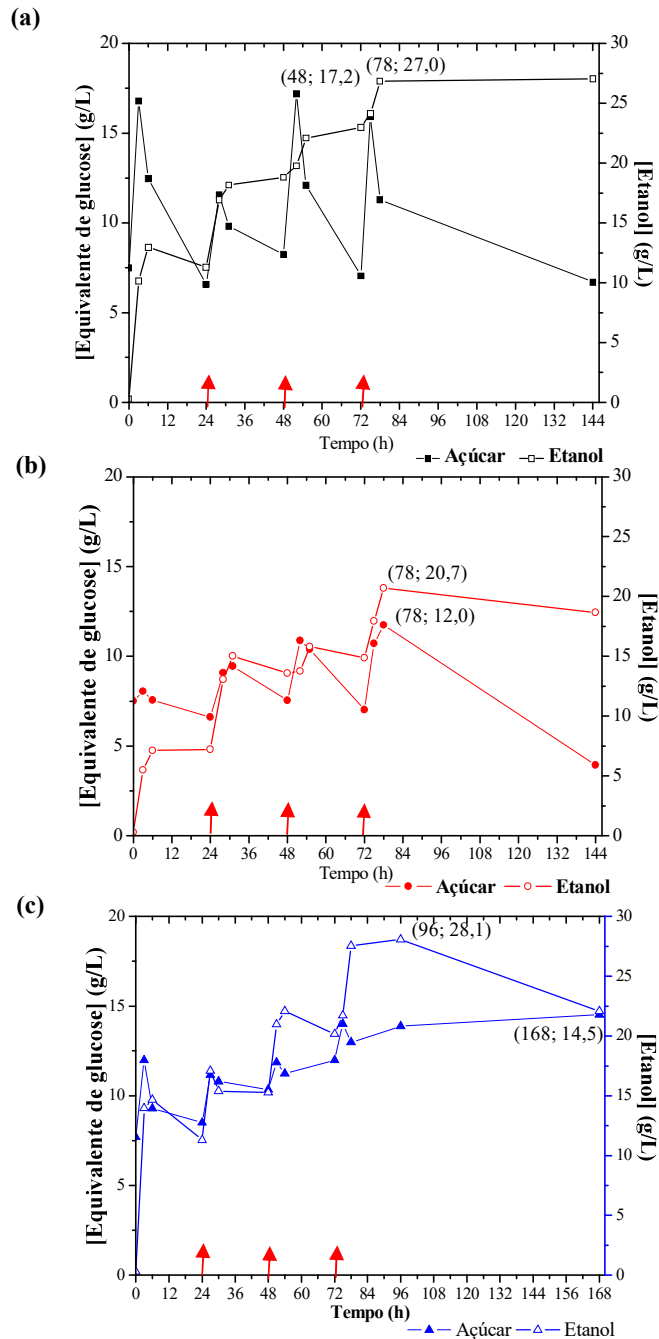 (a)
[Equivalente de glucose] (g/L)
20
15
10
5
0
(48; 17,2)
(78; 27,0)
30
25
20
15
10
5
0
[Etanol] (g/L)
0 12 24 36 48 60 72 84 96 108 120 132 144
Tempo (h)
Açúcar Etanol
(b)
[Equivalente de glucose] (g/L)
20
15
10
5
0
(78; 20,7)
(78; 12,0)
30
25
20
15
10
5
0
[Etanol] (g/L)
0 12 24 36 48 60 72 84 96 108 120 132 144
Tempo (h)
Açúcar Etanol
(c)
[Equivalente de glucose] (g/L)
20
15
10
5
0
(96; 28,1)
(168; 14,5)
30
25
20
15
10
5
0
[Etanol] (g/L)
0 12 24 36 48 60 72 84 96 108 120 132 144 156 168
Tempo (h)
Açúcar Etanol